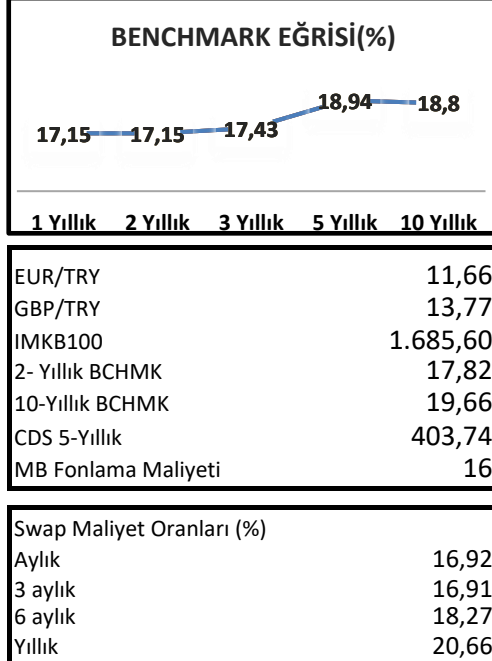 BENCHMARK EĞRİSİ(%)
17,15 17,15 17,43 18,94 18,8
1 Yıllık 2 Yıllık 3 Yıllık 5 Yıllık 10 Yıllık
EUR/TRY 11,66
GBP/TRY 13,77
IMKB100 1.685,60
2- Yıllık BCHMK 17,82
10-Yıllık BCHMK 19,66
CDS 5-Yıllık 403,74
MB Fonlama Maliyeti 16
Swap Maliyet Oranları (%)
Aylık 16,92
3 aylık 16,91
6 aylık 18,27
Yıllık 20,66